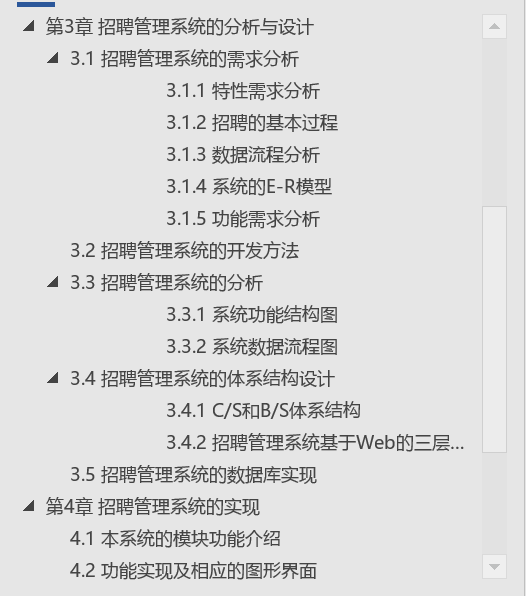 第3章 招聘管理系统的分析与设计
3.1 招聘管理系统的需求分析
3.1.1 特性需求分析
3.1.2 招聘的基本过程
3.1.3 数据流程分析
3.1.4 系统的E-R模型
3.1.5 功能需求分析
3.2 招聘管理系统的开发方法
3.3 招聘管理系统的分析
3.3.1 系统功能结构图
3.3.2 系统数据流程图
3.4 招聘管理系统的体系结构设计
3.4.1 C/S和B/S体系结构
3.4.2 招聘管理系统基于Web的三层...
3.5 招聘管理系统的数据库实现
第4章 招聘管理系统的实现
4.1 本系统的模块功能介绍
4.2 功能实现及相应的图形界面